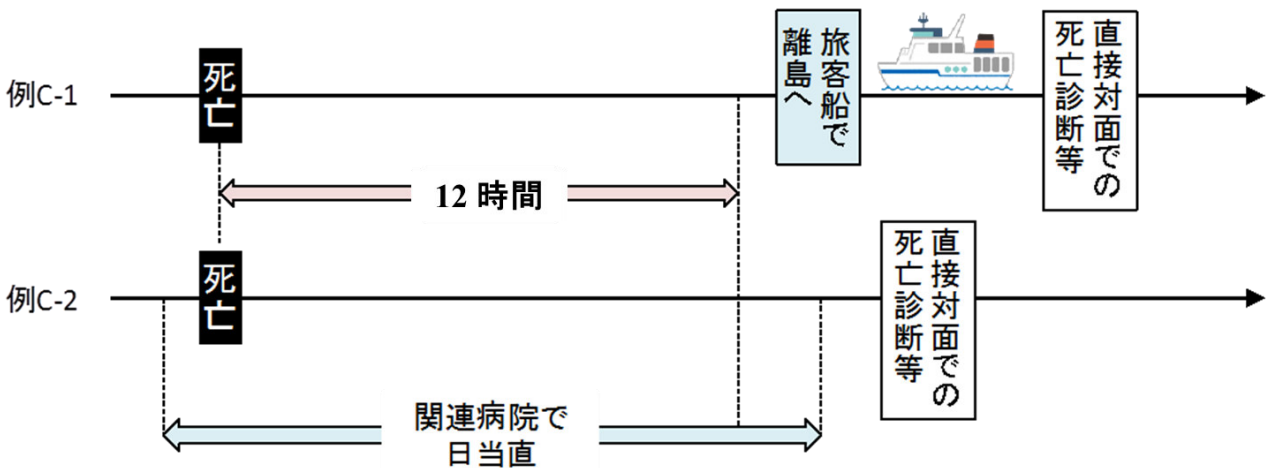 例C-1
死亡
旅客船で
離島へ
直接対面での
死亡診断等
12 時間
例C-2
死亡
直接対面での
死亡診断等
関連病院で
日当直